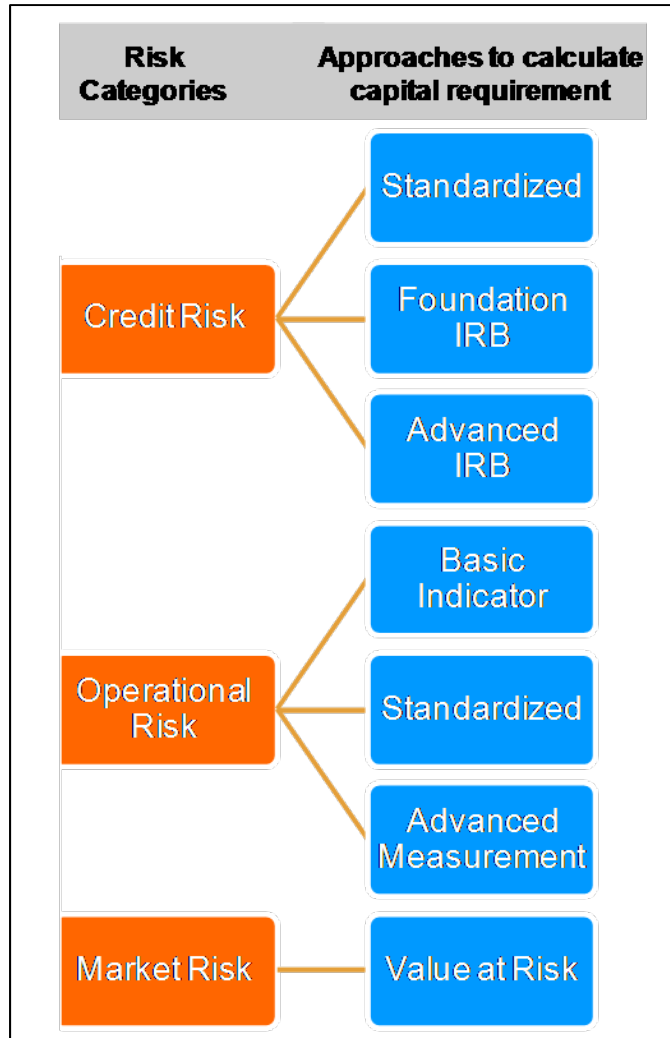 Risk
Categories
Approaches to calculate
capital requirement
Credit Risk
Standardized
Foundation
IRB
Advanced
IRB
Operational
Risk
Basic
Indicator
Standardized
Advanced
Measurement
Market Risk
Value at Risk